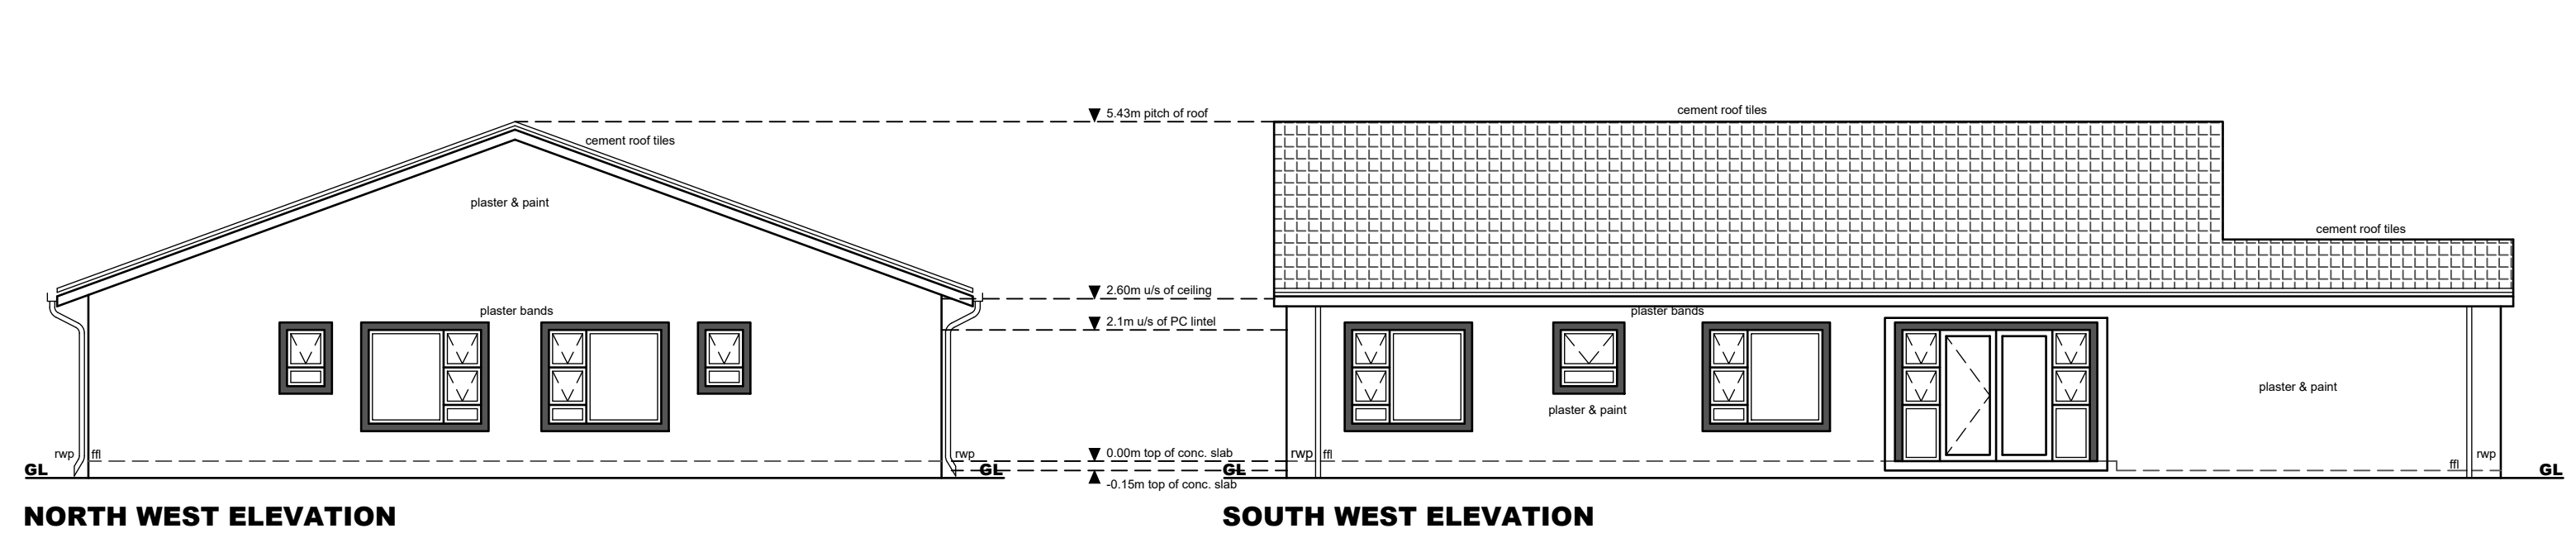 5.43m pitch of roof
cement roof tiles
cement roof tiles
plaster & paint
cement roof tiles
2.60m u/s of ceiling
plaster bands
plaster bands
2.1m u/s of PC lintel
plaster & paint
plaster & paint
rwp ffl
rwp
0.00m top of conc. slab
rwp ffl
ffl rwp
GL
GL
GL
GL
-0.15m top of conc. slab
NORTH WEST ELEVATION
SOUTH WEST ELEVATION